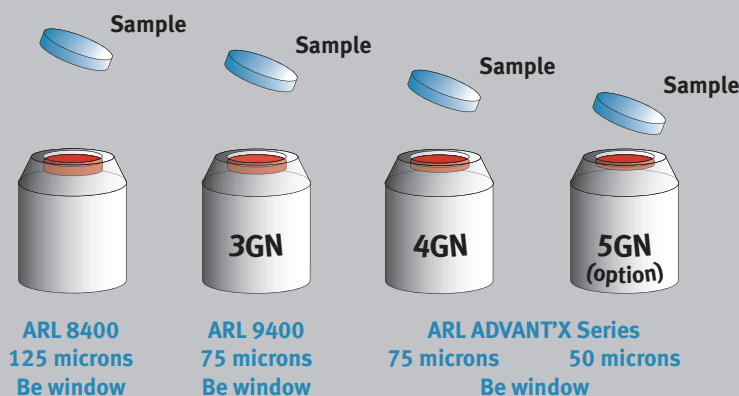 Sample
Sample
Sample
Sample
3GN
4GN
5GN
(option)
ARL 8400
125 microns
Be window
ARL 9400
75 microns
Be window
ARL ADVANT'X Series
75 microns
50 microns
Be window